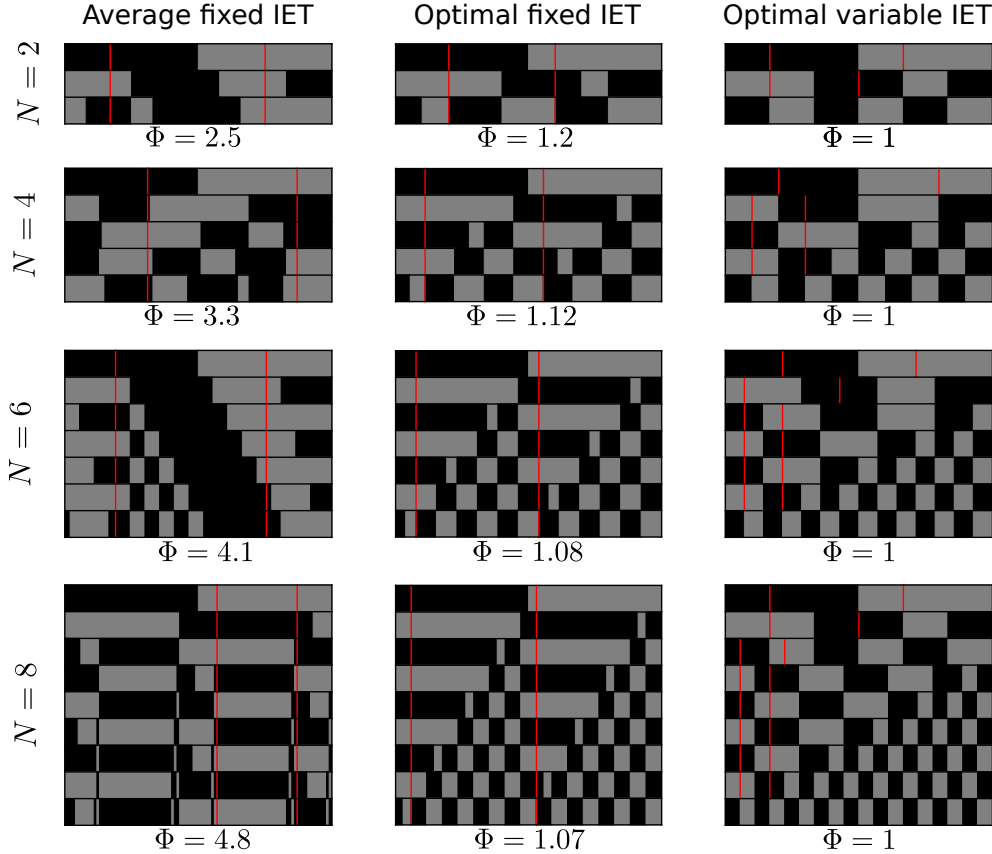 Average fixed IET Optimal fixed IET Optimal variable IET
N = 2
Φ = 2.5 Φ = 1.2 Φ = 1
N = 4
Φ = 3.3 Φ = 1.12 Φ = 1
N = 6
Φ = 4.1 Φ = 1.08 Φ = 1
N = 8
Φ = 4.8 Φ = 1.07 Φ = 1